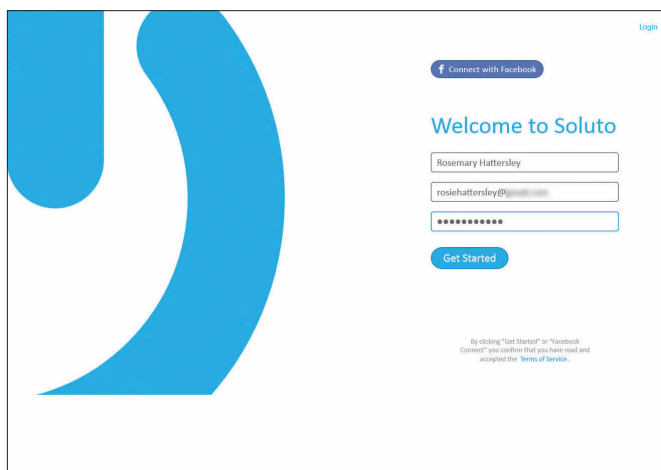 Login
f Connect with Facebook
Welcome to Soluto
Rosemary Hattersley
rosiehattersley@
●●●●●●●●●●●
Get Started
By clicking "Get Started" or "Facebook
Connect" you confirm that you have read and
accepted the Terms of Service.